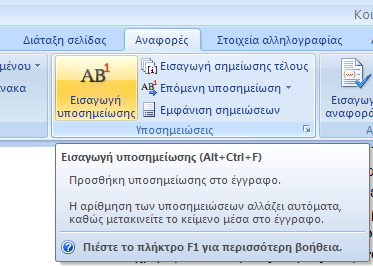 Κοι
Διάταξη σελίδας Αναφορές Στοιχεία αλληλογραφίας
μένου
νακα
AB¹
Εισαγωγή υποσημείωσης
Εισαγωγή σημείωσης τέλους
Επόμενη υποσημείωση
Εμφάνιση σημειώσεων
Εισαγωγ
αναφορά
Υποσημειώσεις
Εισαγωγή υποσημείωσης (Alt+Ctrl+F)
Προσθήκη υποσημείωσης στο έγγραφο.
Η αρίθμηση των υποσημειώσεων αλλάζει αυτόματα,
καθώς μετακινείτε το κείμενο μέσα στο έγγραφο.
Πιέστε το πλήκτρο F1 για περισσότερη βοήθεια.